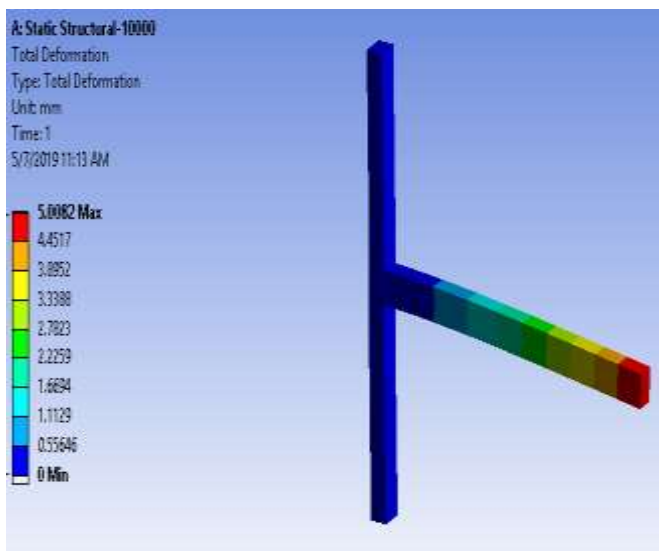 A: Static Structural-10000
Total Deformation
Type: Total Deformation
Unit: mm
Time: 1
5/7/2019 11:13 AM
5.0082 Max
4.4517
3.8952
3.3388
2.7823
2.2259
1.6694
1.1129
0.55646
0 Min